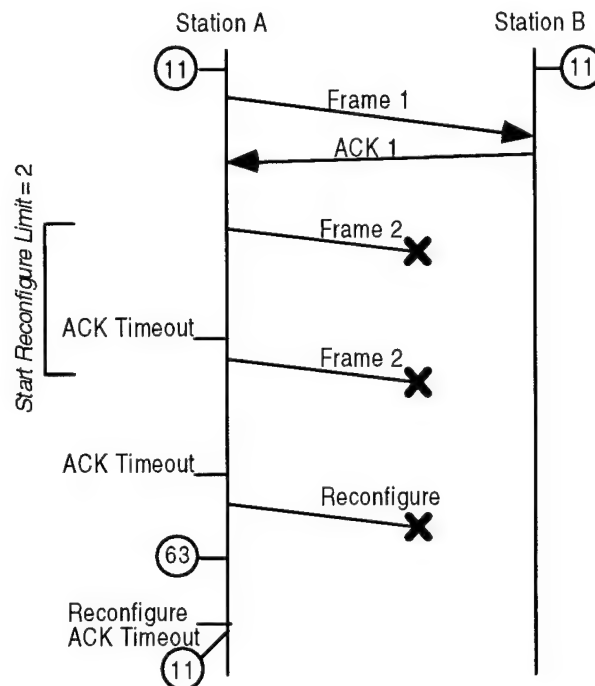 Station A
Station B
11
11
Frame 1
ACK 1
Start Reconfigure Limit = 2
Frame 2
ACK Timeout
Frame 2
ACK Timeout
Reconfigure
63
Reconfigure
ACK Timeout
11